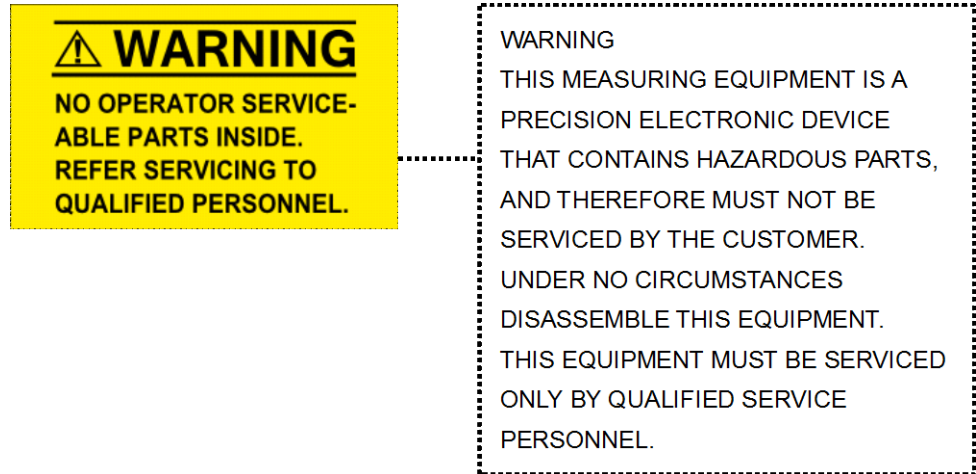 ⚠ WARNING
NO OPERATOR SERVICE-
ABLE PARTS INSIDE.
REFER SERVICING TO
QUALIFIED PERSONNEL.
WARNING
THIS MEASURING EQUIPMENT IS A
PRECISION ELECTRONIC DEVICE
THAT CONTAINS HAZARDOUS PARTS,
AND THEREFORE MUST NOT BE
SERVICED BY THE CUSTOMER.
UNDER NO CIRCUMSTANCES
DISASSEMBLE THIS EQUIPMENT.
THIS EQUIPMENT MUST BE SERVICED
ONLY BY QUALIFIED SERVICE
PERSONNEL.